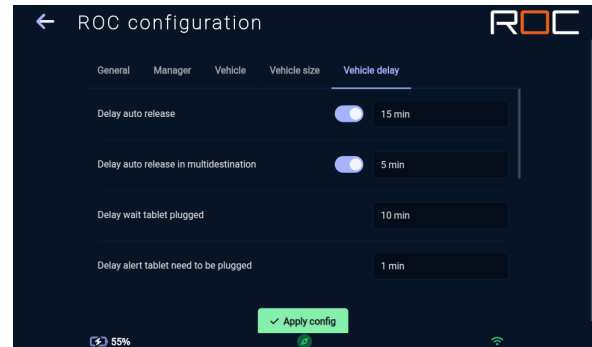 ROC configuration
ROC
General Manager Vehicle Vehicle size Vehicle delay
Delay auto release 15 min
Delay auto release in multidestination 5 min
Delay wait tablet plugged 10 min
Delay alert tablet need to be plugged 1 min
Apply config
55%